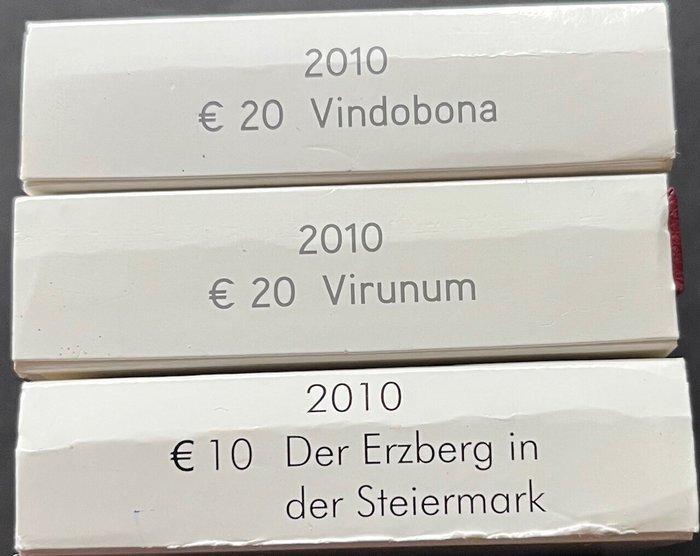 2010
€ 20 Vindobona
2010
€ 20 Virunum
2010
€ 10 Der Erzberg in
der Steiermark